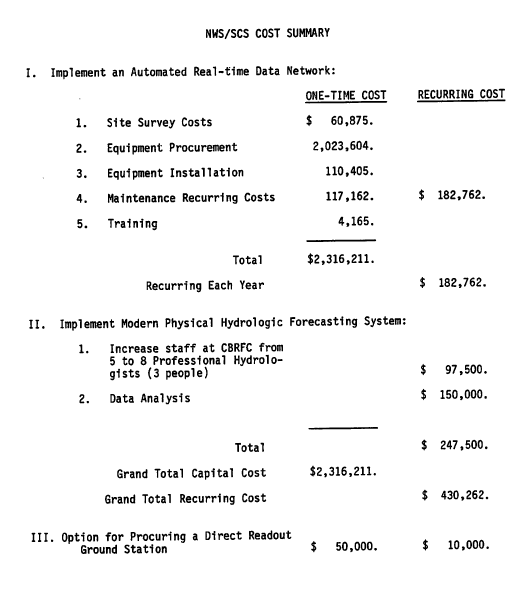 NWS/SCS COST SUMMARY
I. Implement an Automated Real-time Data Network:
ONE-TIME COST RECURRING COST
1. Site Survey Costs $ 60,875.
2. Equipment Procurement 2,023,604.
3. Equipment Installation 110,405.
4. Maintenance Recurring Costs 117,162. $ 182,762.
5. Training 4,165.
Total $2,316,211.
Recurring Each Year $ 182,762.
II. Implement Modern Physical Hydrologic Forecasting System:
1. Increase staff at CBRFC from
5 to 8 Professional Hydrolo-
gists (3 people) $ 97,500.
2. Data Analysis $ 150,000.
Total $ 247,500.
Grand Total Capital Cost $2,316,211.
Grand Total Recurring Cost $ 430,262.
III. Option for Procuring a Direct Readout
Ground Station $ 50,000. $ 10,000.